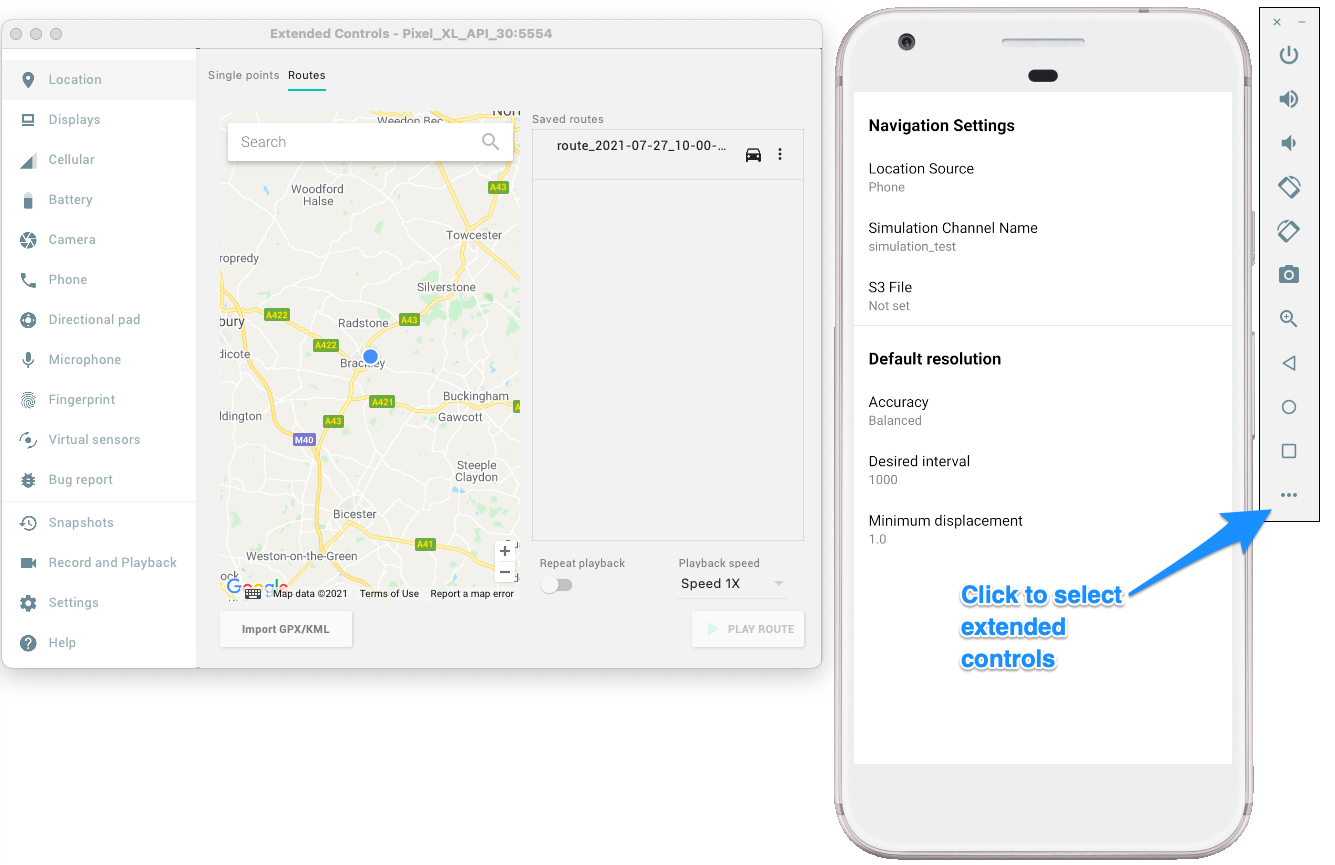 Extended Controls - Pixel_XL_API_30:5554
Location
Displays
Cellular
Battery
Camera
Phone
Directional pad
Microphone
Fingerprint
Virtual sensors
Bug report
Snapshots
Record and Playback
Settings
Help
Single points
Routes
Search
Weedon Bec
A43
Woodford
Halse
Towcester
ropredy
Silverstone
A422
bury
Radstone
A43
A422
dicote
Brackley
A421
Buckingham
A43
Gawcott
ldington
M40
Steeple
Claydon
Bicester
A41
Weston-on-the-Green
ock
Google
Map data ©2021
Terms of Use
Report a map error
+
−
Import GPX/KML
Saved routes
route_2021-07-27_10-00-...
Repeat playback
Playback speed
Speed 1X
PLAY ROUTE
Navigation Settings
Location Source
Phone
Simulation Channel Name
simulation_test
S3 File
Not set
Default resolution
Accuracy
Balanced
Desired interval
1000
Minimum displacement
1.0
Click to select
extended
controls